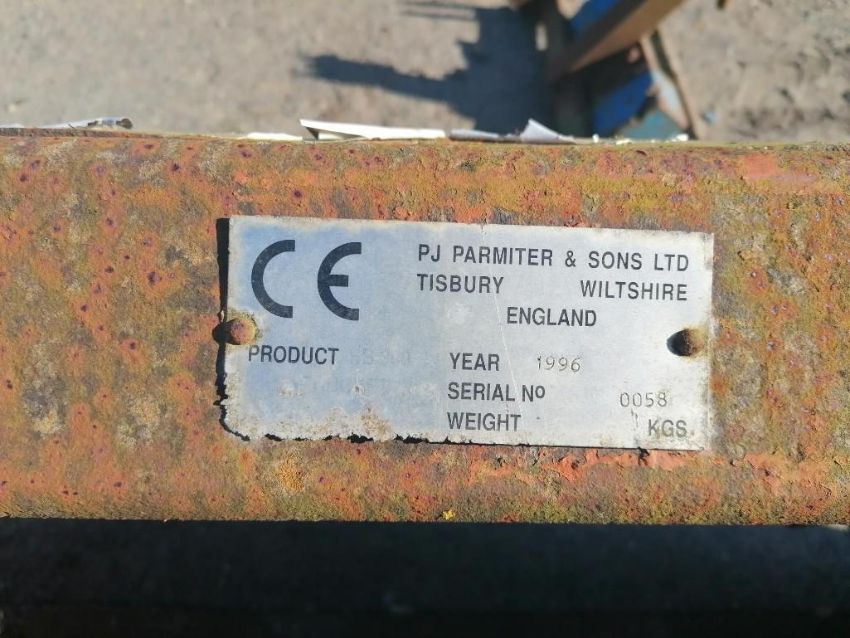 CE
PJ PARMITER & SONS LTD
TISBURY WILTSHIRE
ENGLAND
PRODUCT
YEAR 1996
SERIAL Nº 0058
WEIGHT KGS